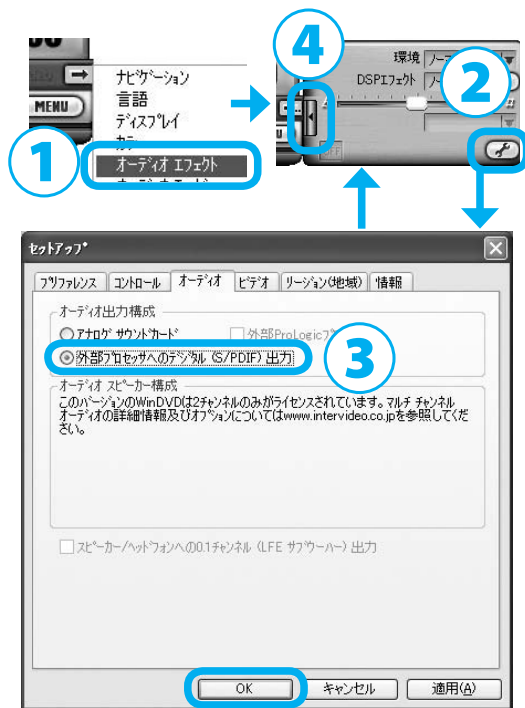 MENU
ナビゲーション
言語
ディスプレイ
オーディオ エフェクト
1
4
環境
DSPエフェクト
2
OFF
セットアップ
プリファレンス コントロール オーディオ ビデオ リージョン(地域) 情報
オーディオ出力構成
アナログ サウンドカード 外部ProLogic
外部プロセッサへのデジタル (S/PDIF) 出力
3
オーディオ スピーカー構成
このバージョンのWinDVDは2チャンネルのみがライセンスされています。マルチ チャンネル
オーディオの詳細情報及びオプションについてはwww.intervideo.co.jpを参照してくだ
さい。
スピーカー/ヘッドフォンへの0.1チャンネル (LFE サブウーハー) 出力
OK キャンセル 適用(A)